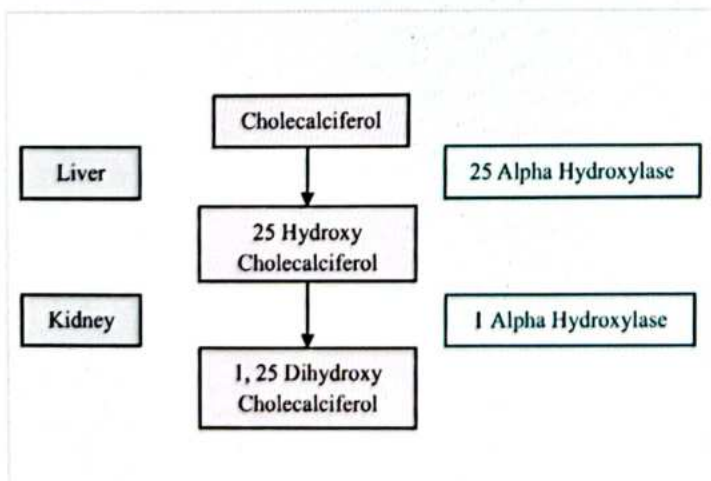 Cholecalciferol
Liver
25 Alpha Hydroxylase
25 Hydroxy
Cholecalciferol
Kidney
1 Alpha Hydroxylase
1, 25 Dihydroxy
Cholecalciferol